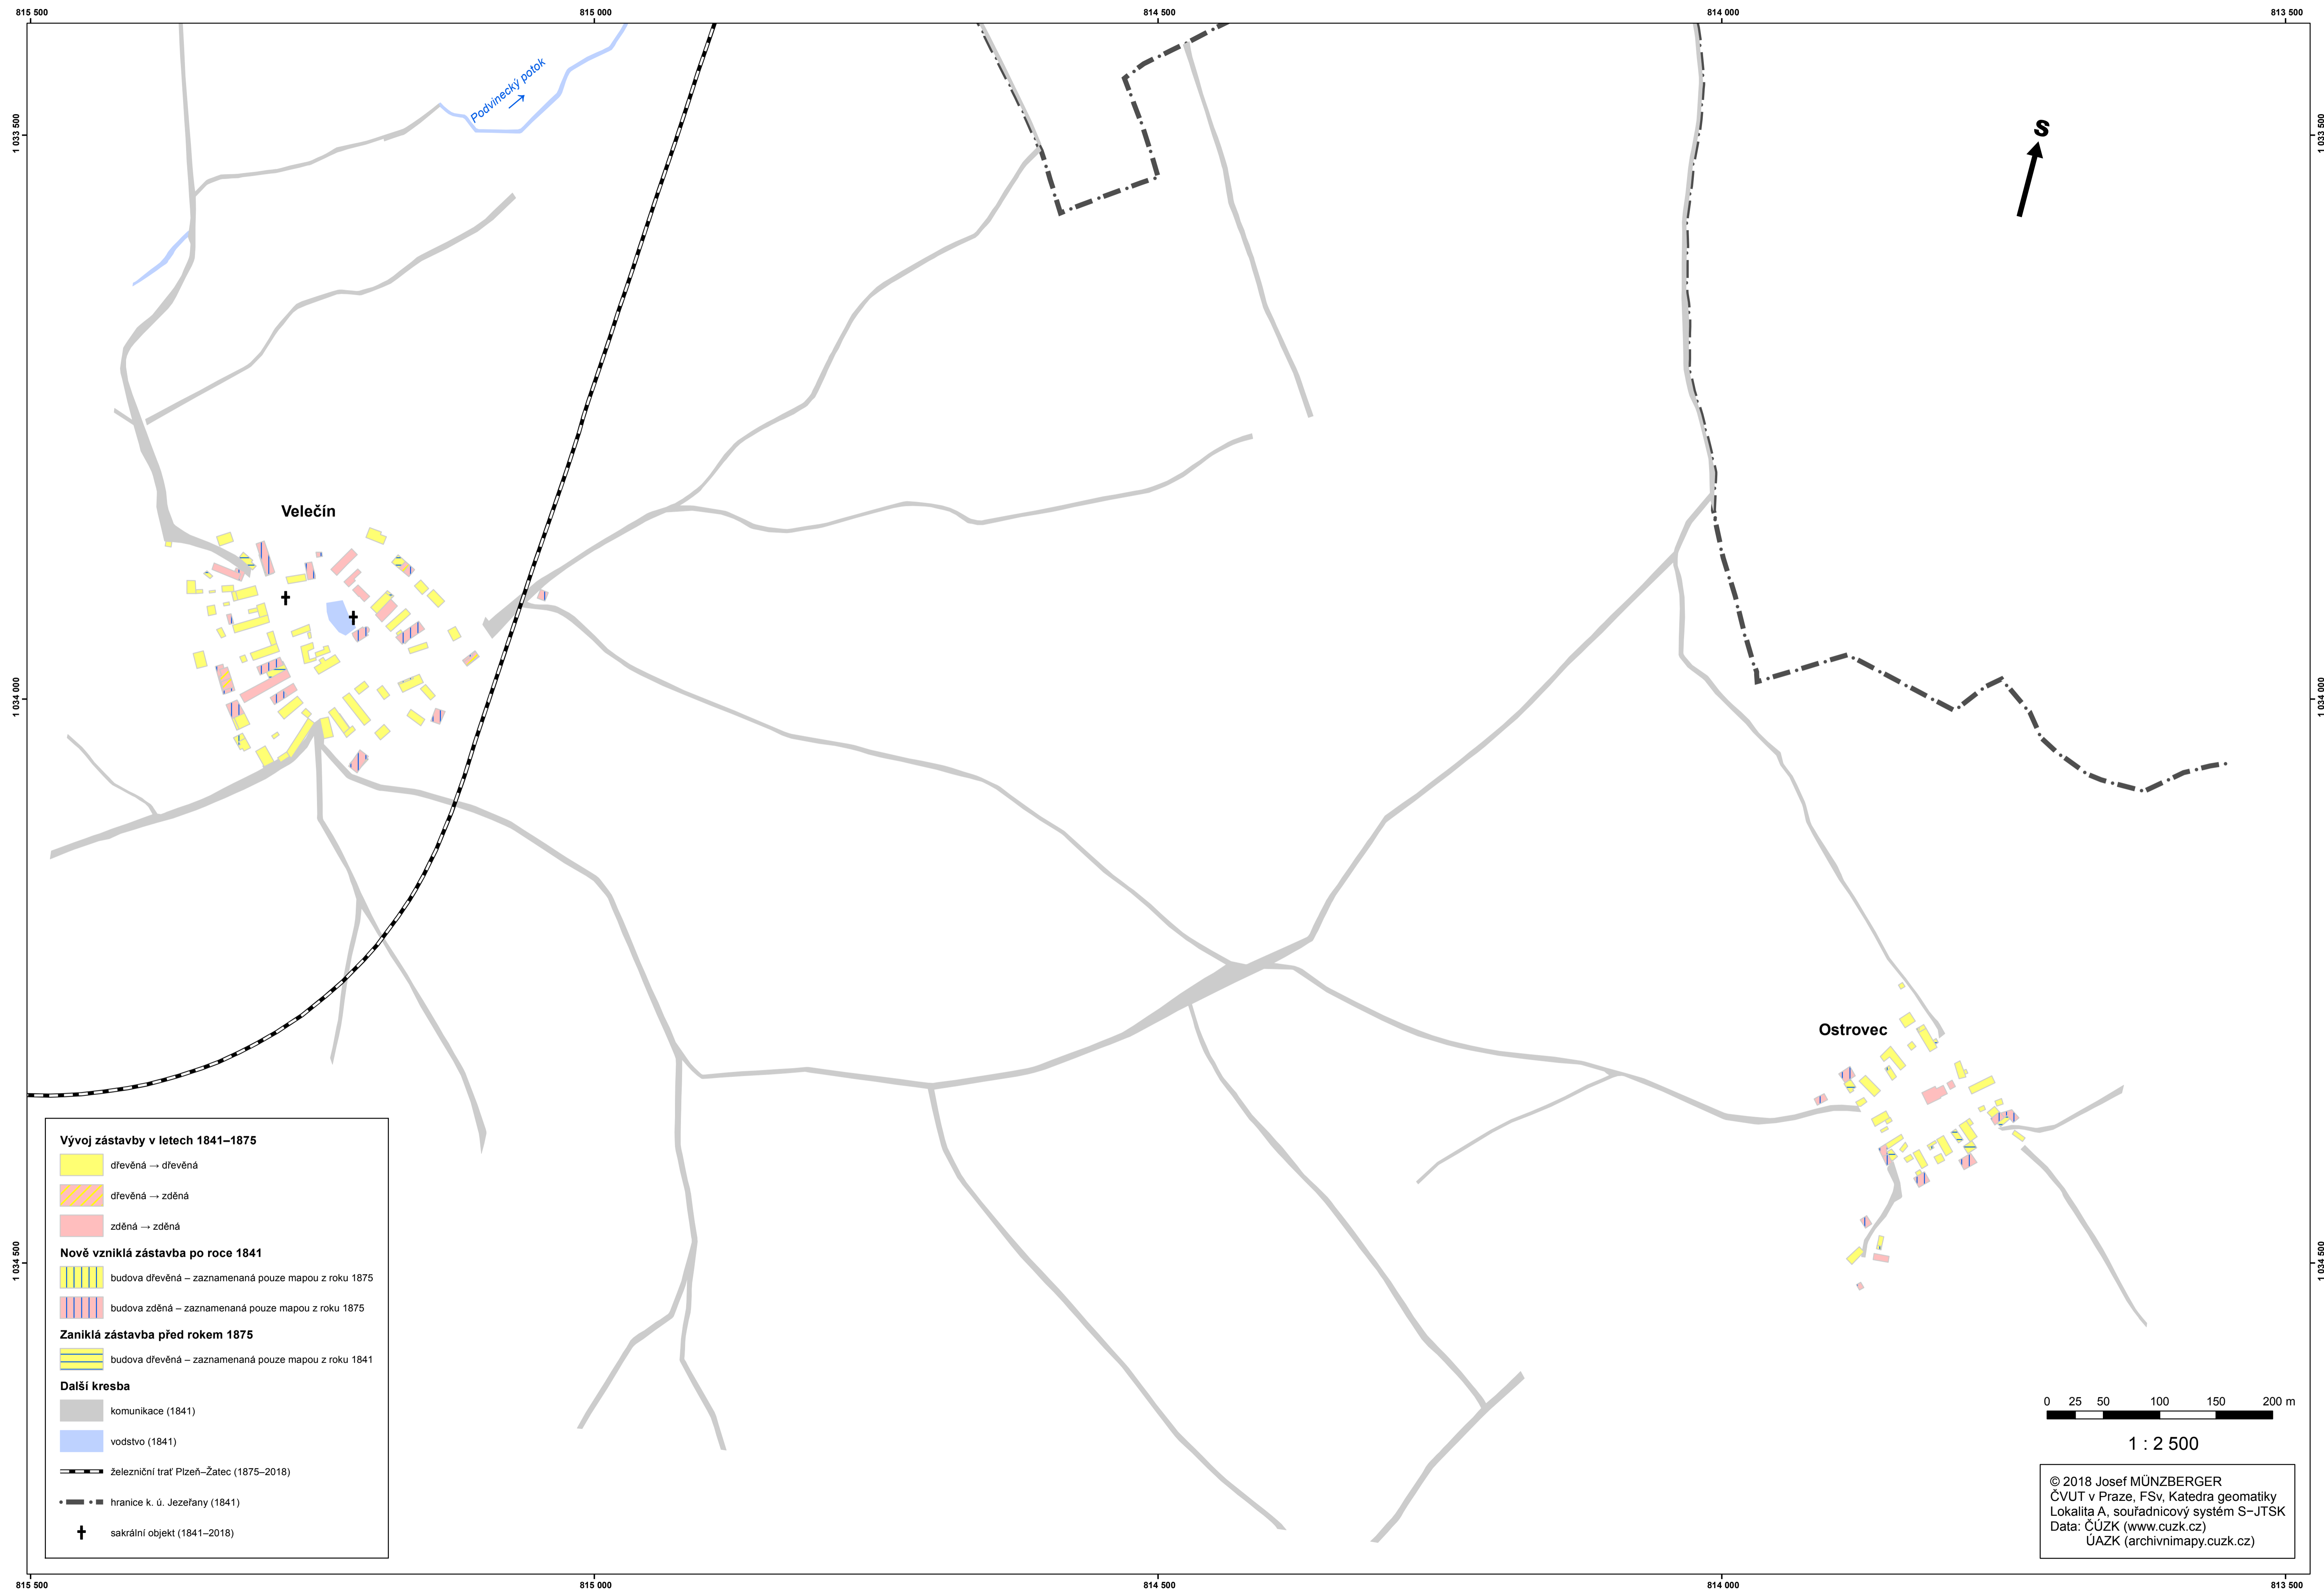 815 500
815 000
814 500
814 000
813 500
1 033 500
1 033 500
Podvinecký potok
S
Velečín
1 034 000
1 034 000
Ostrovec
1 034 500
1 034 500
Vývoj zástavby v letech 1841–1875
dřevěná → dřevěná
dřevěná → zděná
zděná → zděná
Nově vzniklá zástavba po roce 1841
budova dřevěná – zaznamenaná pouze mapou z roku 1875
budova zděná – zaznamenaná pouze mapou z roku 1875
Zaniklá zástavba před rokem 1875
budova dřevěná – zaznamenaná pouze mapou z roku 1841
Další kresba
komunikace (1841)
vodstvo (1841)
železniční trať Plzeň–Žatec (1875–2018)
hranice k. ú. Jezeřany (1841)
sakrální objekt (1841–2018)
0 25 50 100 150 200 m
1 : 2 500
© 2018 Josef MÜNZBERGER
ČVUT v Praze, FSv, Katedra geomatiky
Lokalita A, souřadnicový systém S−JTSK
Data: ČÚZK (www.cuzk.cz)
ÚAZK (archivnimapy.cuzk.cz)
815 500
815 000
814 500
814 000
813 500